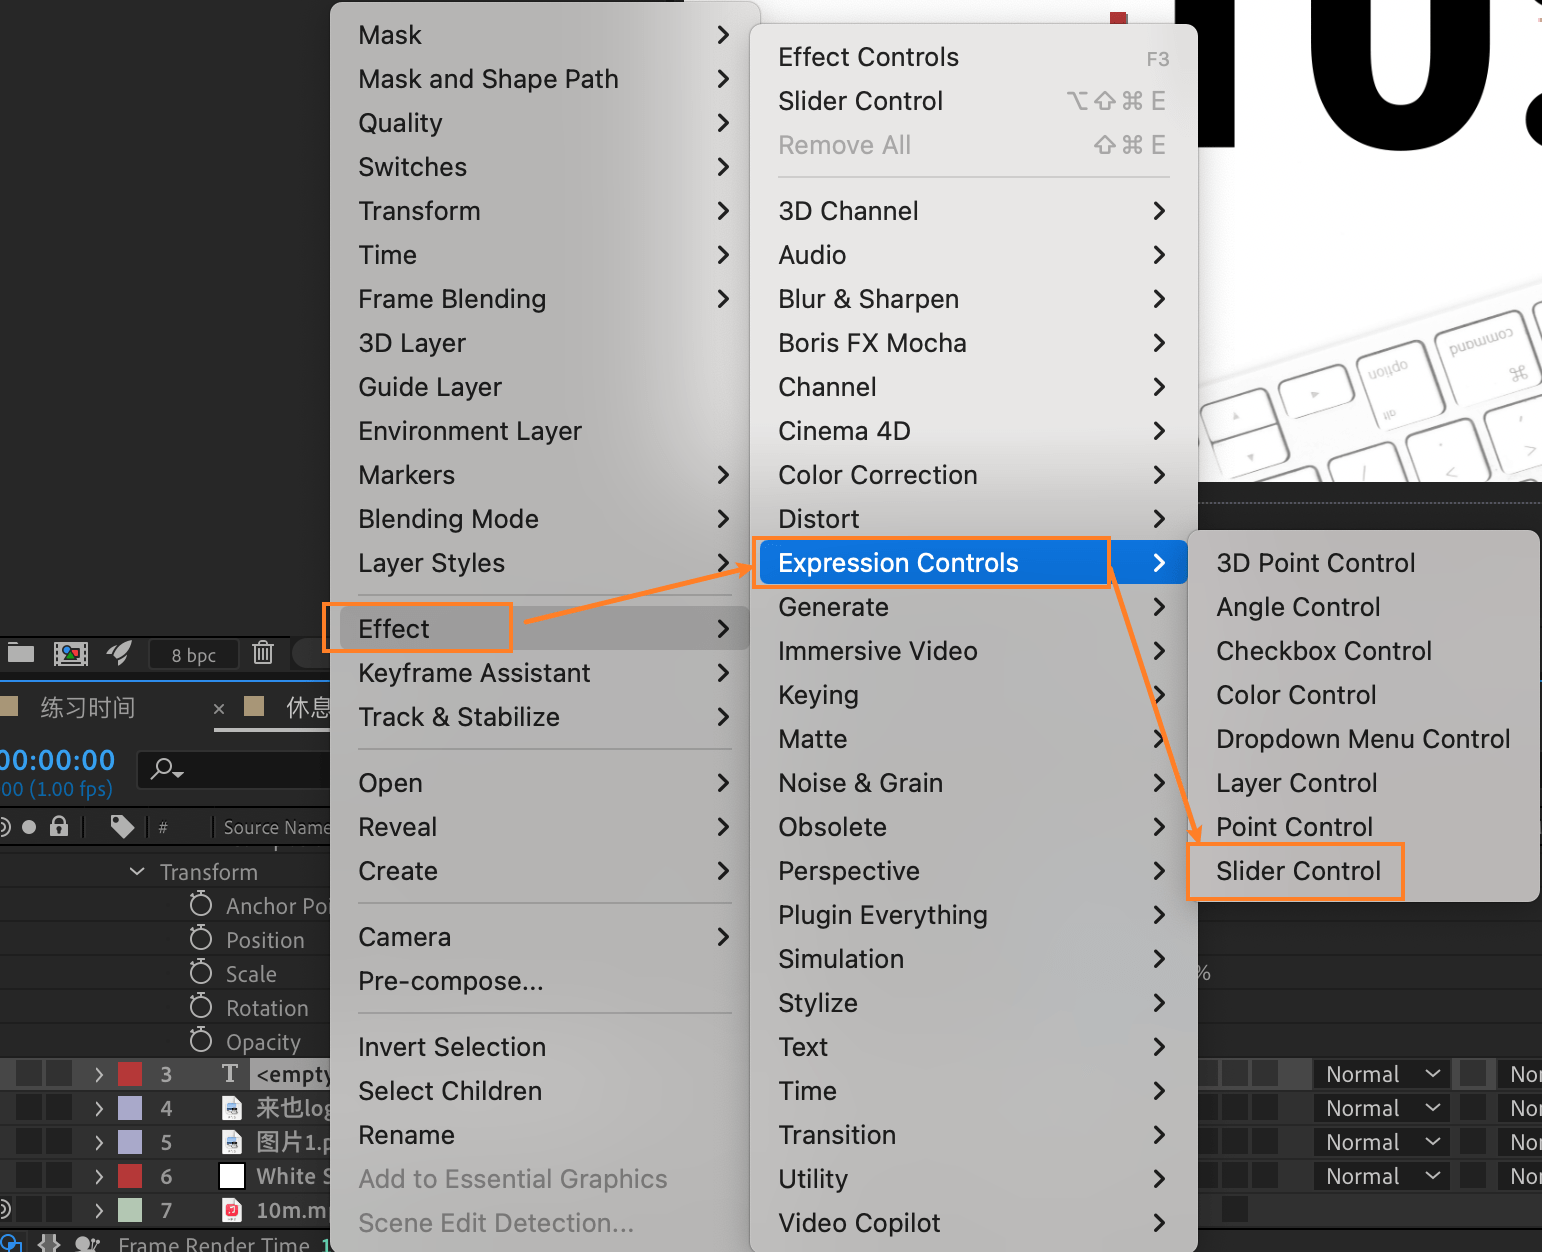 Mask
Mask and Shape Path
Quality
Switches
Transform
Time
Frame Blending
3D Layer
Guide Layer
Environment Layer
Markers
Blending Mode
Layer Styles
Effect
Keyframe Assistant
Track & Stabilize
Open
Reveal
Create
Camera
Pre-compose...
Invert Selection
Select Children
Rename
Add to Essential Graphics
Scene Edit Detection...
Effect Controls F3
Slider Control ⌥⇧⌘E
Remove All ⇧⌘E
3D Channel
Audio
Blur & Sharpen
Boris FX Mocha
Channel
Cinema 4D
Color Correction
Distort
Expression Controls
Generate
Immersive Video
Keying
Matte
Noise & Grain
Obsolete
Perspective
Plugin Everything
Simulation
Stylize
Text
Time
Transition
Utility
Video Copilot
3D Point Control
Angle Control
Checkbox Control
Color Control
Dropdown Menu Control
Layer Control
Point Control
Slider Control
10
command
⌘
option
alt
8 bpc
练习时间 × 休息
00:00:00
00 (1.00 fps)
# Source Name
Transform
Anchor Poi
Position
Scale
%
Rotation
Opacity
3 T <empty Normal No
4 来也log Normal No
5 图片1.p Normal No
6 White S Normal No
7 10m.m
Frame Render Time 1